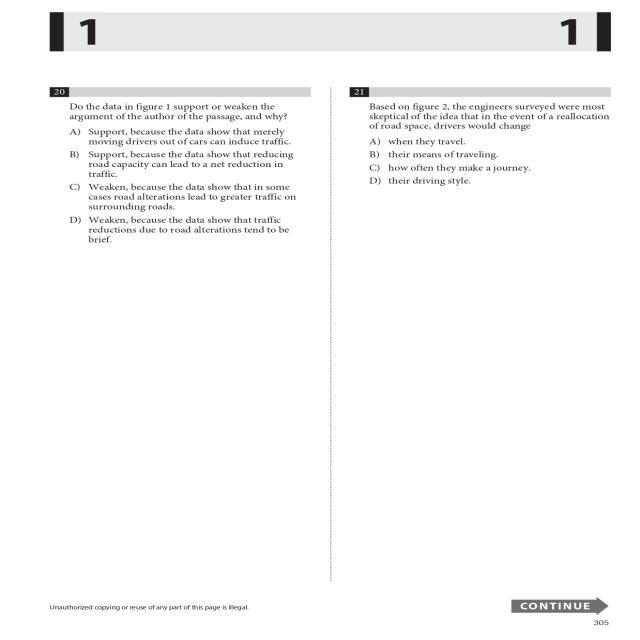 1
1
20
Do the data in figure 1 support or weaken the
argument of the author of the passage, and why?
A) Support, because the data show that merely
moving drivers out of cars can induce traffic.
B) Support, because the data show that reducing
road capacity can lead to a net reduction in
traffic.
C) Weaken, because the data show that in some
cases road alterations lead to greater traffic on
surrounding roads.
D) Weaken, because the data show that traffic
reductions due to road alterations tend to be
brief.
21
Based on figure 2, the engineers surveyed were most
skeptical of the idea that in the event of a reallocation
of road space, drivers would change
A) when they travel.
B) their means of traveling.
C) how often they make a journey.
D) their driving style.
Unauthorized copying or reuse of any part of this page is illegal.
CONTINUE
305